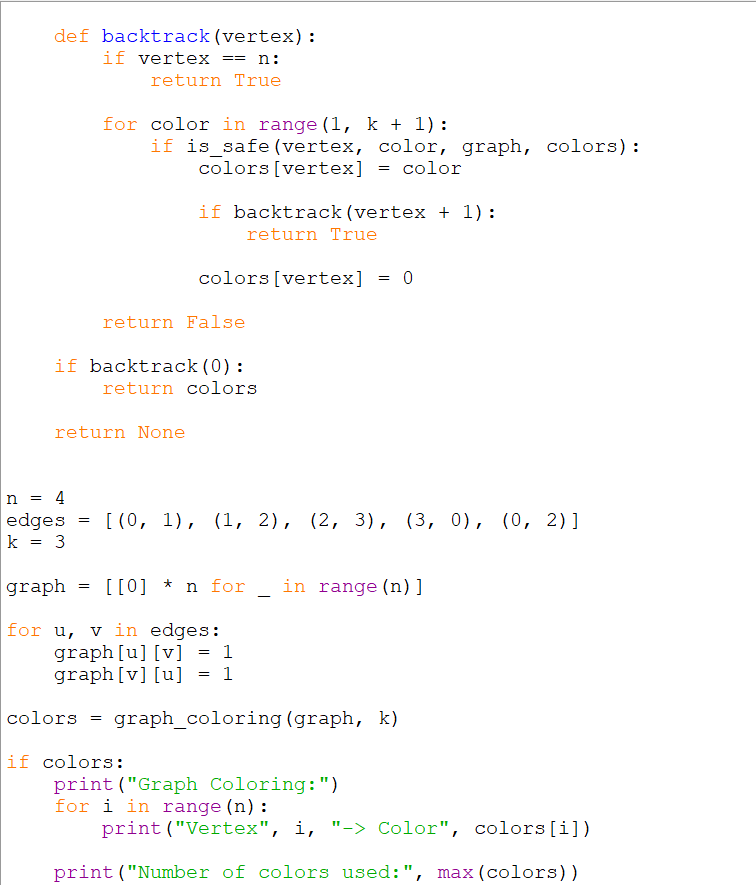 def backtrack(vertex):
        if vertex == n:
            return True

        for color in range(1, k + 1):
            if is_safe(vertex, color, graph, colors):
                colors[vertex] = color

                if backtrack(vertex + 1):
                    return True

                colors[vertex] = 0

        return False

    if backtrack(0):
        return colors

    return None


n = 4
edges = [(0, 1), (1, 2), (2, 3), (3, 0), (0, 2)]
k = 3

graph = [[0] * n for _ in range(n)]

for u, v in edges:
    graph[u][v] = 1
    graph[v][u] = 1

colors = graph_coloring(graph, k)

if colors:
    print("Graph Coloring:")
    for i in range(n):
        print("Vertex", i, "-> Color", colors[i])

    print("Number of colors used:", max(colors))